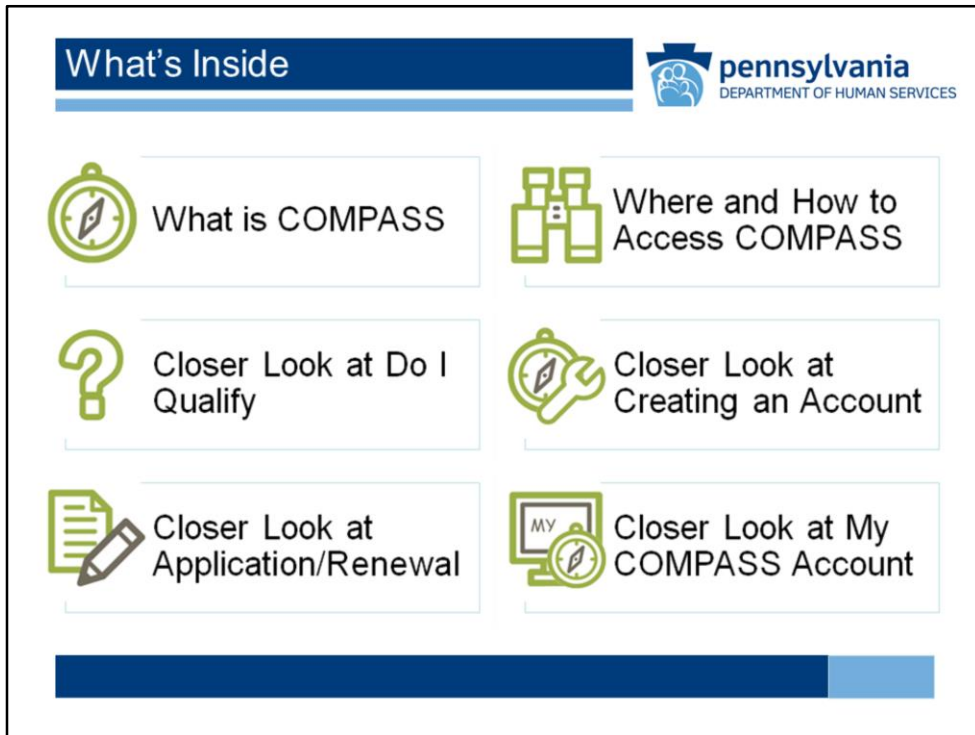 What's Inside
pennsylvania
DEPARTMENT OF HUMAN SERVICES
What is COMPASS
Where and How to
Access COMPASS
Closer Look at Do I
Qualify
Closer Look at
Creating an Account
Closer Look at
Application/Renewal
MY
Closer Look at My
COMPASS Account